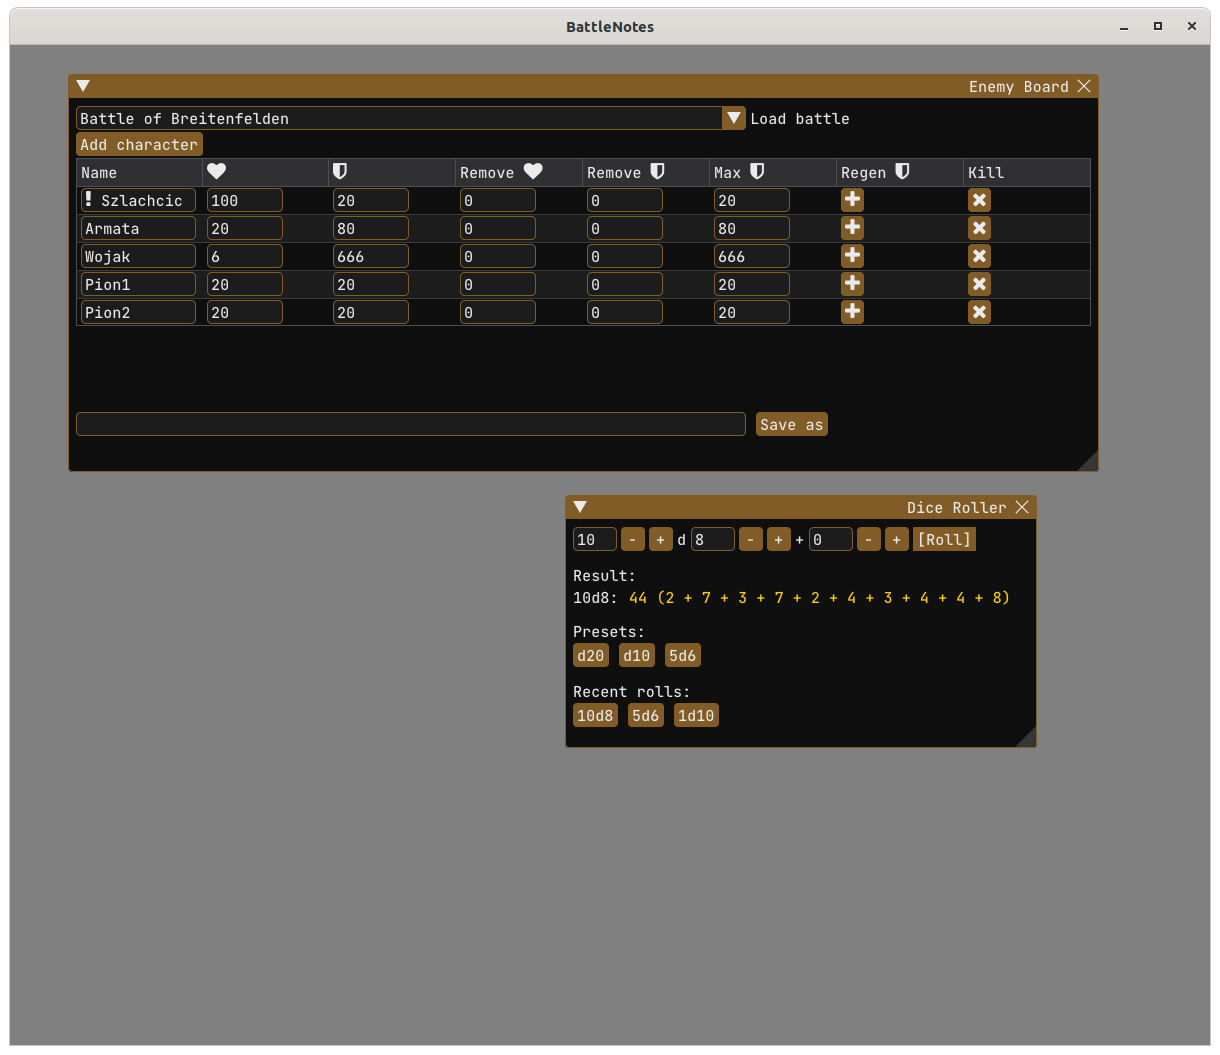 BattleNotes
Enemy Board
Battle of Breitenfelden Load battle
Add character
Name Remove Remove Max Regen Kill
! Szlachcic 100 20 0 0 20
Armata 20 80 0 0 80
Wojak 6 666 0 0 666
Pion1 20 20 0 0 20
Pion2 20 20 0 0 20
Save as
Dice Roller
10 - + d 8 - + + 0 - + [Roll]
Result:
10d8: 44 (2 + 7 + 3 + 7 + 2 + 4 + 3 + 4 + 4 + 8)
Presets:
d20 d10 5d6
Recent rolls:
10d8 5d6 1d10